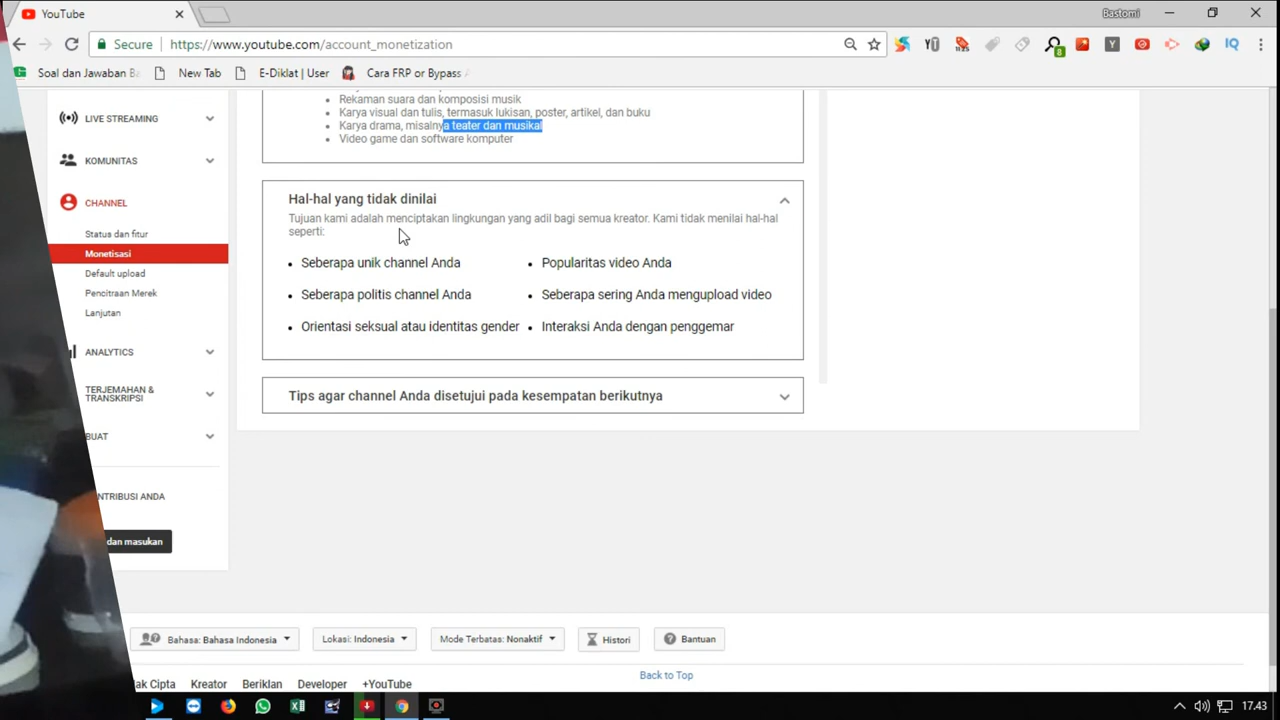 YouTube
Bastomi
Secure
https://www.youtube.com/account_monetization
8
Soal dan Jawaban Ba
New Tab
E-Diklat | User
Cara FRP or Bypass
Rekaman suara dan komposisi musik
Karya visual dan tulis, termasuk lukisan, poster, artikel, dan buku
Karya drama, misalnya teater dan musikal
Video game dan software komputer
LIVE STREAMING
KOMUNITAS
CHANNEL
Status dan fitur
Monetisasi
Default upload
Pencitraan Merek
Lanjutan
ANALYTICS
TERJEMAHAN &
TRANSKRIPSI
BUAT
NTRIBUSI ANDA
dan masukan
Hal-hal yang tidak dinilai
Tujuan kami adalah menciptakan lingkungan yang adil bagi semua kreator. Kami tidak menilai hal-hal
seperti:
Seberapa unik channel Anda
Popularitas video Anda
Seberapa politis channel Anda
Seberapa sering Anda mengupload video
Orientasi seksual atau identitas gender
Interaksi Anda dengan penggemar
Tips agar channel Anda disetujui pada kesempatan berikutnya
Bahasa: Bahasa Indonesia
Lokasi: Indonesia
Mode Terbatas: Nonaktif
Histori
Bantuan
Back to Top
ak Cipta
Kreator
Beriklan
Developer
+YouTube
17.43